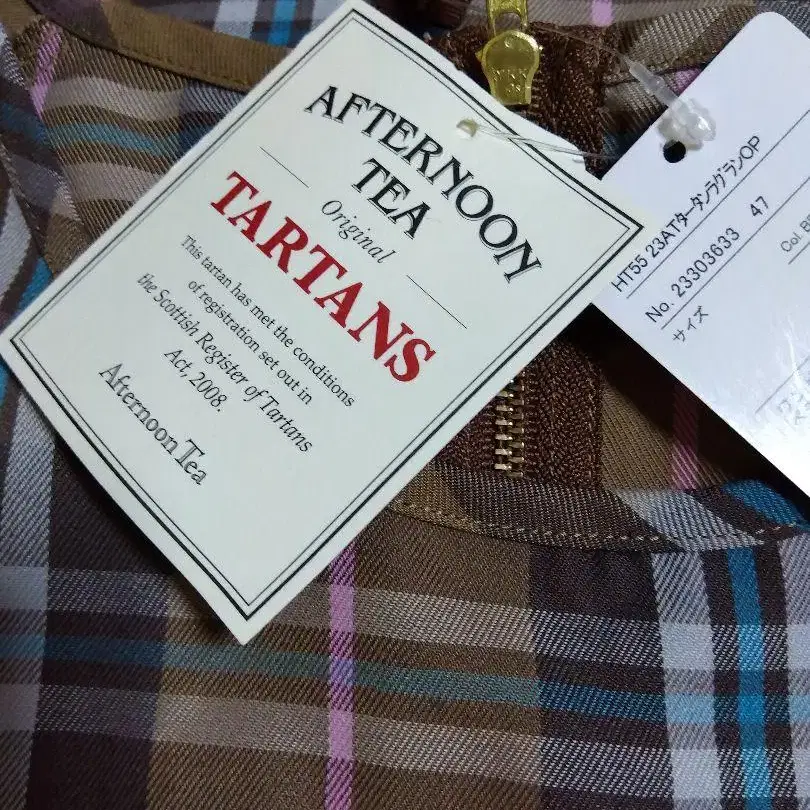 AFTERNOON
TEA
Original
TARTANS
This tartan has met the conditions
of registration set out in
the Scottish Register of Tartans
Act, 2008.
Afternoon Tea
YKK
HT55 23ATタータンラグランOP
No. 23303633 47
サイズ
Col.